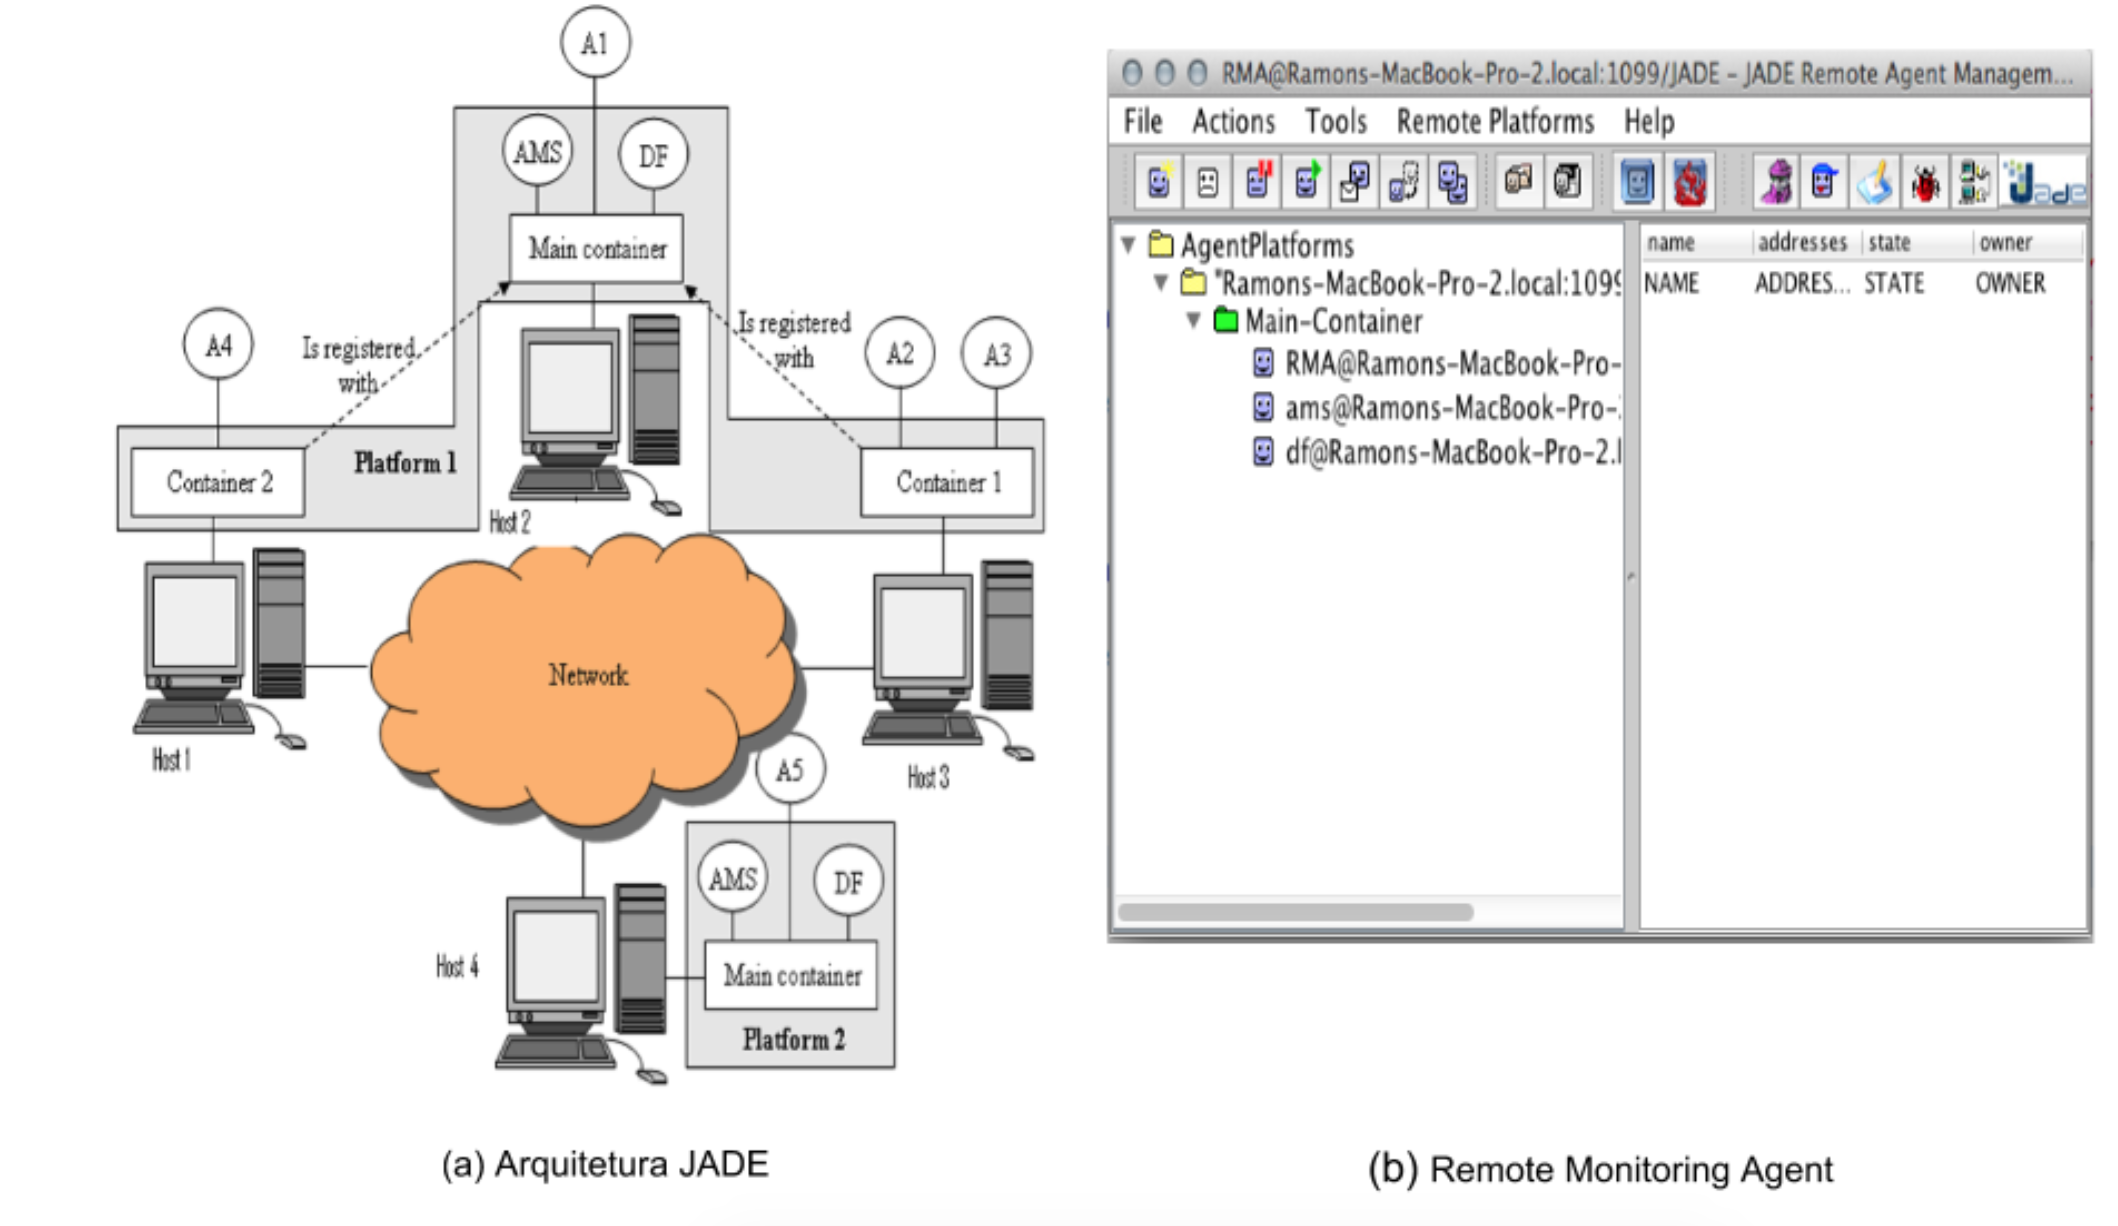 A1
AMS
DF
Main container
Is registered
with
Is registered
with
A4
A2
A3
Container 2
Platform 1
Container 1
Host 2
Network
Host 1
Host 3
A5
AMS
DF
Host 4
Main container
Platform 2
(a) Arquitetura JADE
RMA@Ramons-MacBook-Pro-2.local:1099/JADE - JADE Remote Agent Managem...
File Actions Tools Remote Platforms Help
Jade
AgentPlatforms
"Ramons-MacBook-Pro-2.local:1099
Main-Container
RMA@Ramons-MacBook-Pro-
ams@Ramons-MacBook-Pro-
df@Ramons-MacBook-Pro-2.l
name addresses state owner
NAME ADDRES... STATE OWNER
(b) Remote Monitoring Agent